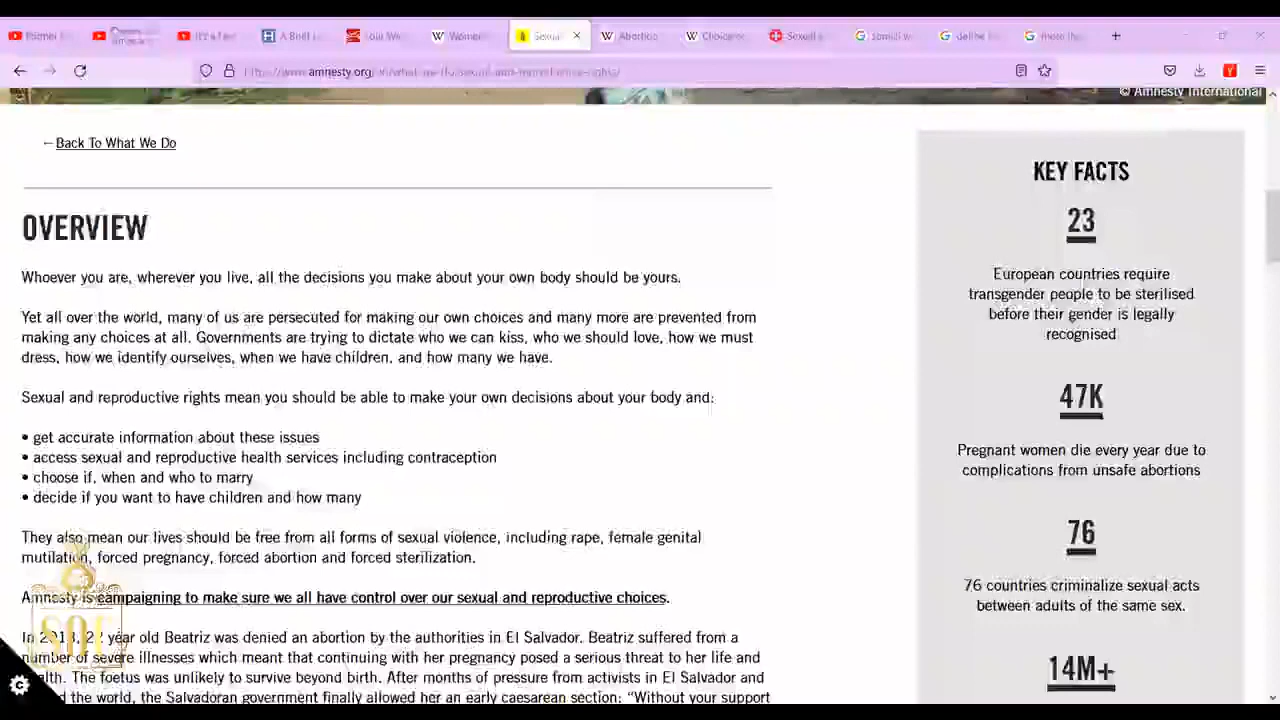 Women
Sexua
Abortion
© Amnesty International
←Back To What We Do
OVERVIEW
Whoever you are, wherever you live, all the decisions you make about your own body should be yours.
Yet all over the world, many of us are persecuted for making our own choices and many more are prevented from
making any choices at all. Governments are trying to dictate who we can kiss, who we should love, how we must
dress, how we identify ourselves, when we have children, and how many we have.
Sexual and reproductive rights mean you should be able to make your own decisions about your body and:
• get accurate information about these issues
• access sexual and reproductive health services including contraception
• choose if, when and who to marry
• decide if you want to have children and how many
They also mean our lives should be free from all forms of sexual violence, including rape, female genital
mutilation, forced pregnancy, forced abortion and forced sterilization.
Amnesty is campaigning to make sure we all have control over our sexual and reproductive choices.
In year old Beatriz was denied an abortion by the authorities in El Salvador. Beatriz suffered from a
number of severe illnesses which meant that continuing with her pregnancy posed a serious threat to her life and
The foetus was unlikely to survive beyond birth. After months of pressure from activists in El Salvador and
the world, the Salvadoran government finally allowed her an early caesarean section: “Without your support
KEY FACTS
23
European countries require
transgender people to be sterilised
before their gender is legally
recognised
47K
Pregnant women die every year due to
complications from unsafe abortions
76
76 countries criminalize sexual acts
between adults of the same sex.
14M+
SOF